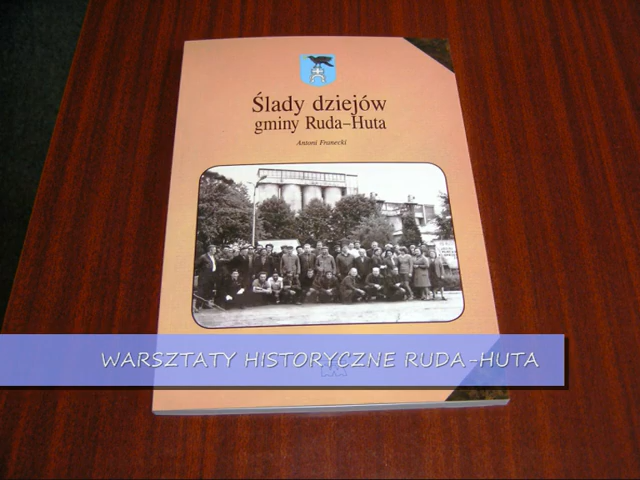 Ślady dziejów
gminy Ruda-Huta
Antoni Franecki
WARSZTATY HISTORYCZNE RUDA-HUTA